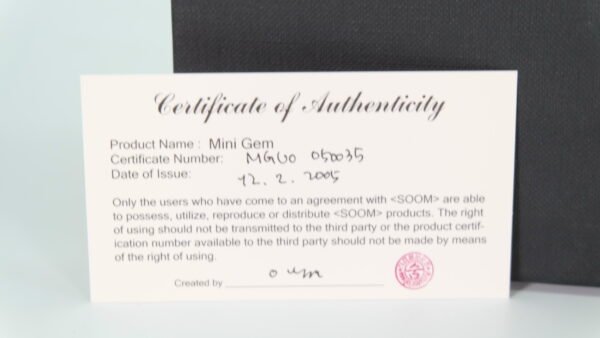 Certificate of Authenticity
Product Name : Mini Gem
Certificate Number: MGUO 050035
Date of Issue: 12. 2. 2005
Only the users who have come to an agreement with <SOOM> are able
to possess, utilize, reproduce or distribute <SOOM> products. The right
of using should not be transmitted to the third party or the product certif-
ication number available to the third party should not be made by means
of the right of using.
Created by